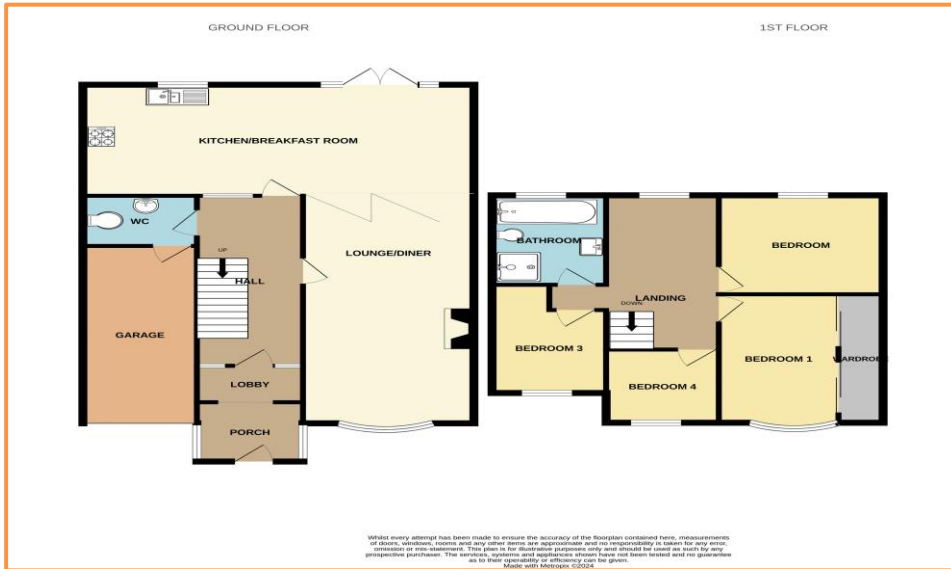 GROUND FLOOR
1ST FLOOR
KITCHEN/BREAKFAST ROOM
WC
UP
HALL
LOUNGE/DINER
GARAGE
LOBBY
PORCH
BATHROOM
BEDROOM
LANDING
DOWN
BEDROOM 3
BEDROOM 4
BEDROOM 1
WARDROBE
Whilst every attempt has been made to ensure the accuracy of the floorplan contained here, measurements
of doors, windows, rooms and any other items are approximate and no responsibility is taken for any error,
omission or mis-statement. This plan is for illustrative purposes only and should be used as such by any
prospective purchaser. The services, systems and appliances shown have not been tested and no guarantee
as to their operability or efficiency can be given.
Made with Metropix ©2024